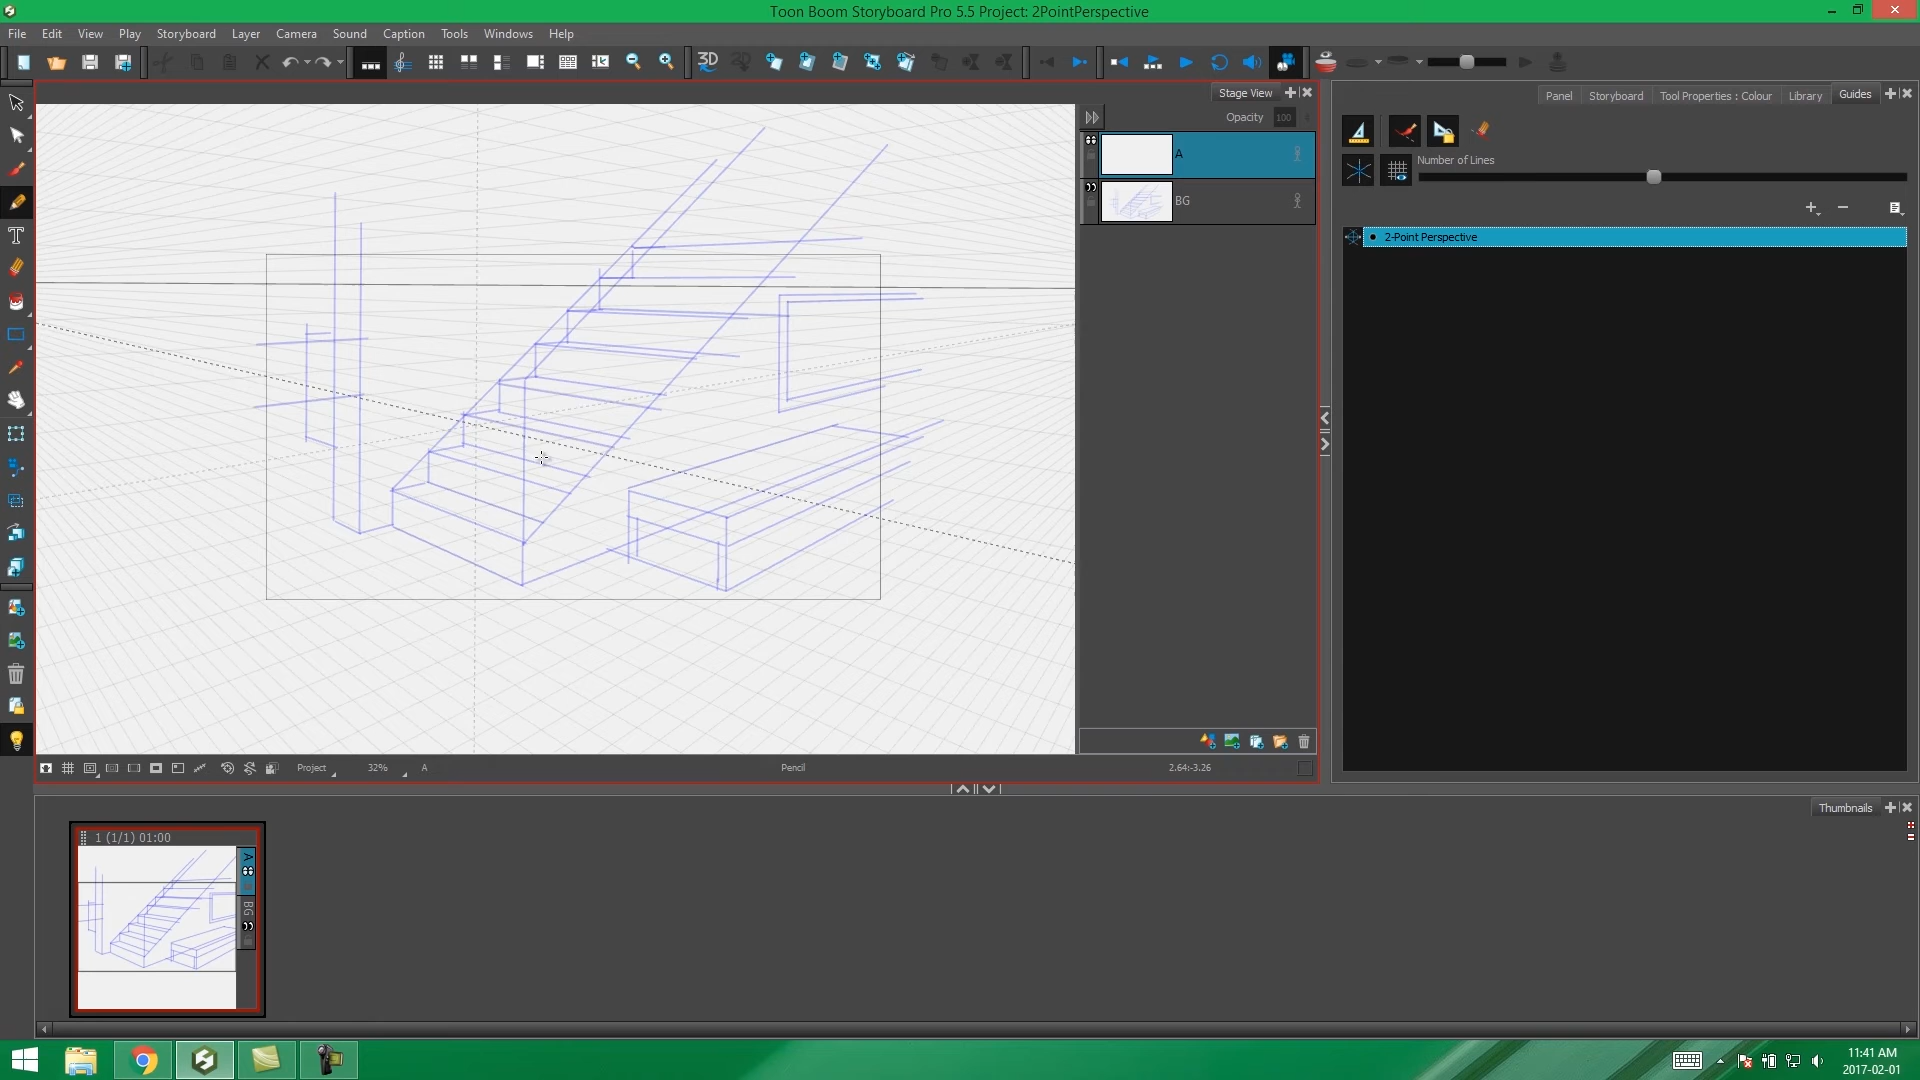 Toon Boom Storyboard Pro 5.5 Project: 2PointPerspective
File Edit View Play Storyboard Layer Camera Sound Caption Tools Windows Help
3D
Stage View
Panel Storyboard Tool Properties : Colour Library Guides
Opacity 100
A
BG
Number of Lines
2-Point Perspective
Project 32% A Pencil 2.64:-3.26
Thumbnails
1 (1/1) 01:00
A
BG
11:41 AM
2017-02-01